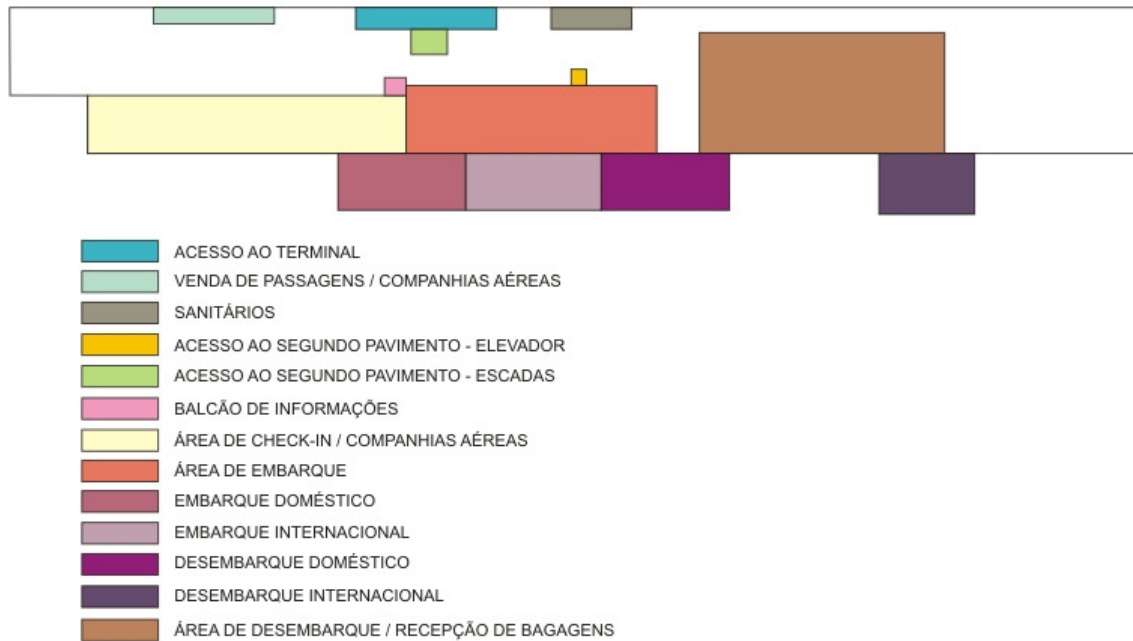 ACESSO AO TERMINAL
VENDA DE PASSAGENS / COMPANHIAS AÉREAS
SANITÁRIOS
ACESSO AO SEGUNDO PAVIMENTO - ELEVADOR
ACESSO AO SEGUNDO PAVIMENTO - ESCADAS
BALCÃO DE INFORMAÇÕES
ÁREA DE CHECK-IN / COMPANHIAS AÉREAS
ÁREA DE EMBARQUE
EMBARQUE DOMÉSTICO
EMBARQUE INTERNACIONAL
DESEMBARQUE DOMÉSTICO
DESEMBARQUE INTERNACIONAL
ÁREA DE DESEMBARQUE / RECEPÇÃO DE BAGAGENS